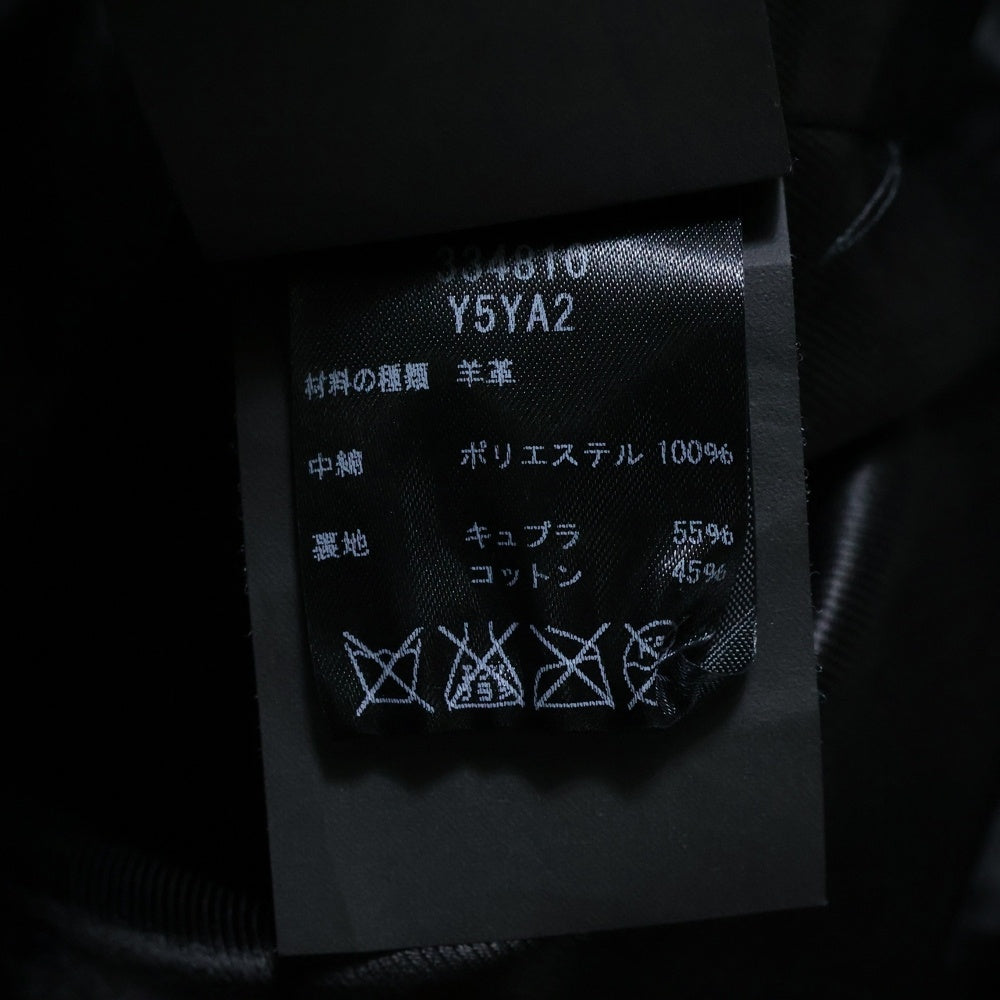 334810
Y5YA2
材料の種類 羊革
中綿 ポリエステル 100%
裏地 キュプラ 55%
コットン 45%